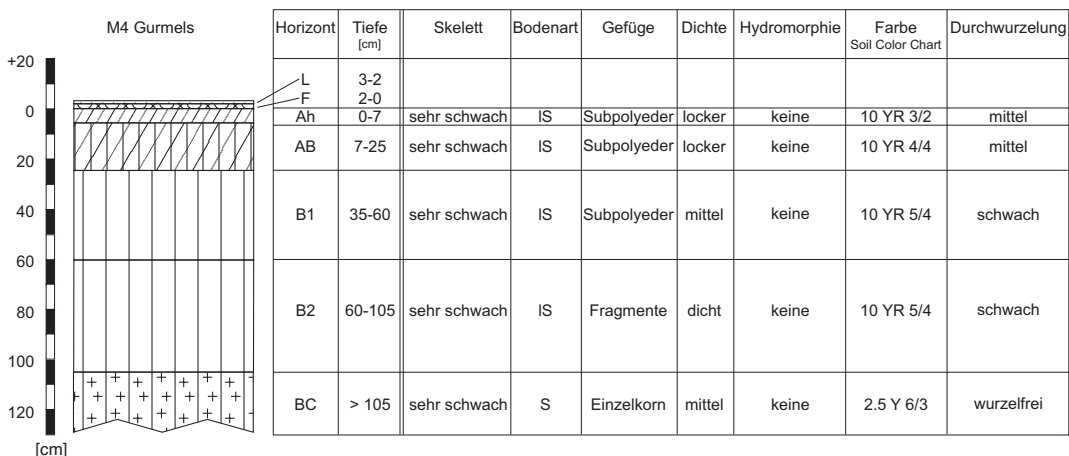 M4 Gurmels
Horizont Tiefe [cm] Skelett Bodenart Gefüge Dichte Hydromorphie Farbe Soil Color Chart Durchwurzelung
+20
L 3-2
F 2-0
0
Ah 0-7 sehr schwach lS Subpolyeder locker keine 10 YR 3/2 mittel
AB 7-25 sehr schwach lS Subpolyeder locker keine 10 YR 4/4 mittel
20
40
B1 35-60 sehr schwach lS Subpolyeder mittel keine 10 YR 5/4 schwach
60
80
B2 60-105 sehr schwach lS Fragmente dicht keine 10 YR 5/4 schwach
100
BC > 105 sehr schwach S Einzelkorn mittel keine 2.5 Y 6/3 wurzelfrei
120
[cm]